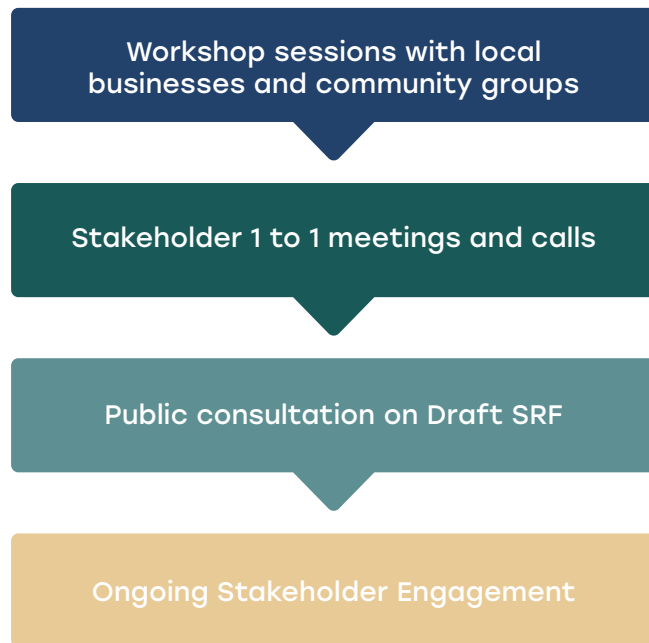 Workshop sessions with local
businesses and community groups
Stakeholder 1 to 1 meetings and calls
Public consultation on Draft SRF
Ongoing Stakeholder Engagement